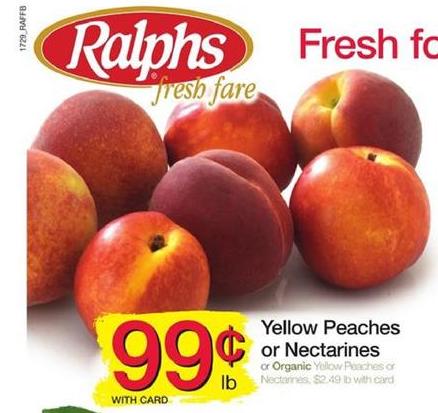 1729_RAFFB
Ralphs®
fresh fare
Fresh fo
99¢
lb
WITH CARD
Yellow Peaches
or Nectarines
or Organic Yellow Peaches or
Nectarines, $2.49 lb with card